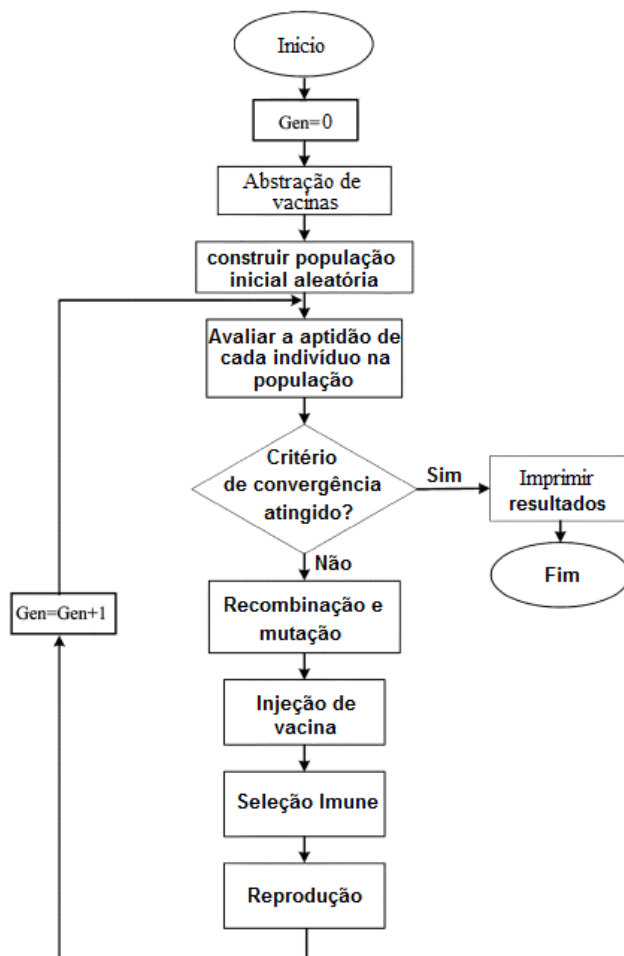 Inicio
Gen=0
Abstração de
vacinas
construir população
inicial aleatória
Avaliar a aptidão de
cada indivíduo na
população
Critério
de convergência
atingido?
Sim
Imprimir
resultados
Fim
Não
Recombinação e
mutação
Gen=Gen+1
Injeção de
vacina
Seleção Imune
Reprodução